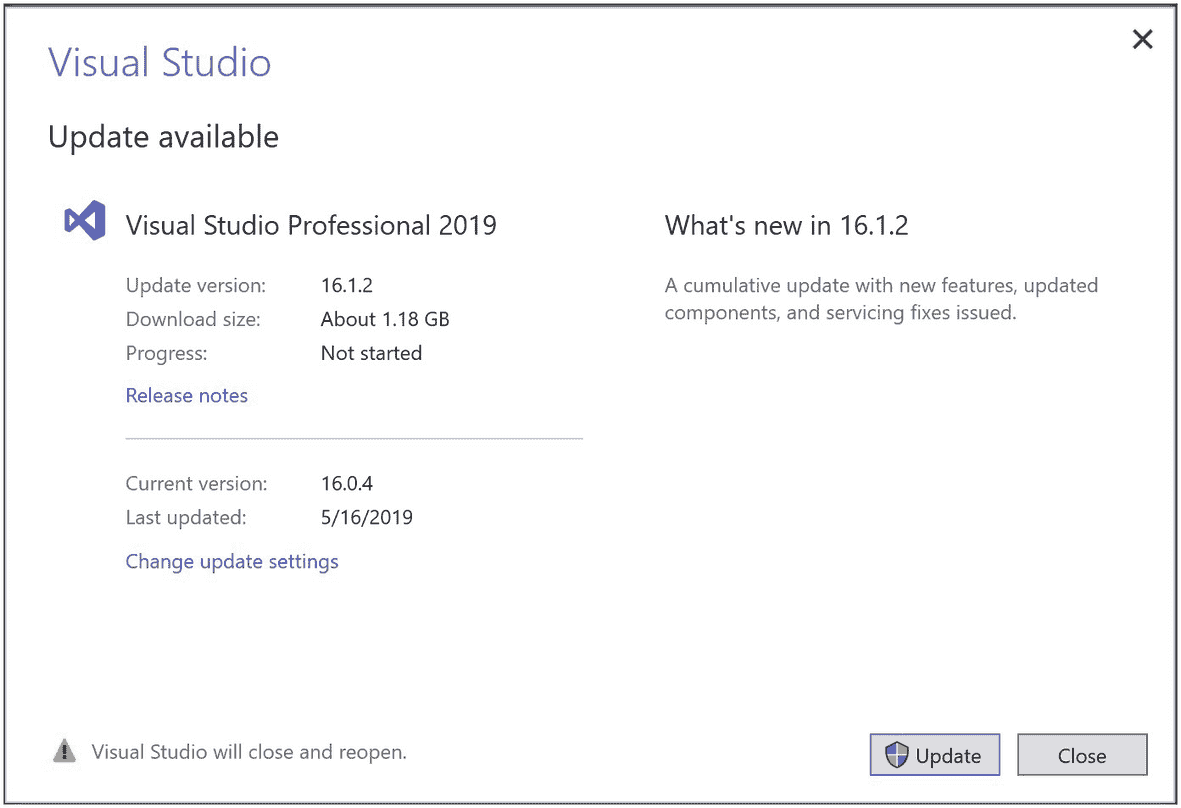 Visual Studio
Update available
Visual Studio Professional 2019
Update version: 16.1.2
Download size: About 1.18 GB
Progress: Not started
Release notes
Current version: 16.0.4
Last updated: 5/16/2019
Change update settings
What's new in 16.1.2
A cumulative update with new features, updated
components, and servicing fixes issued.
Visual Studio will close and reopen.
Update
Close